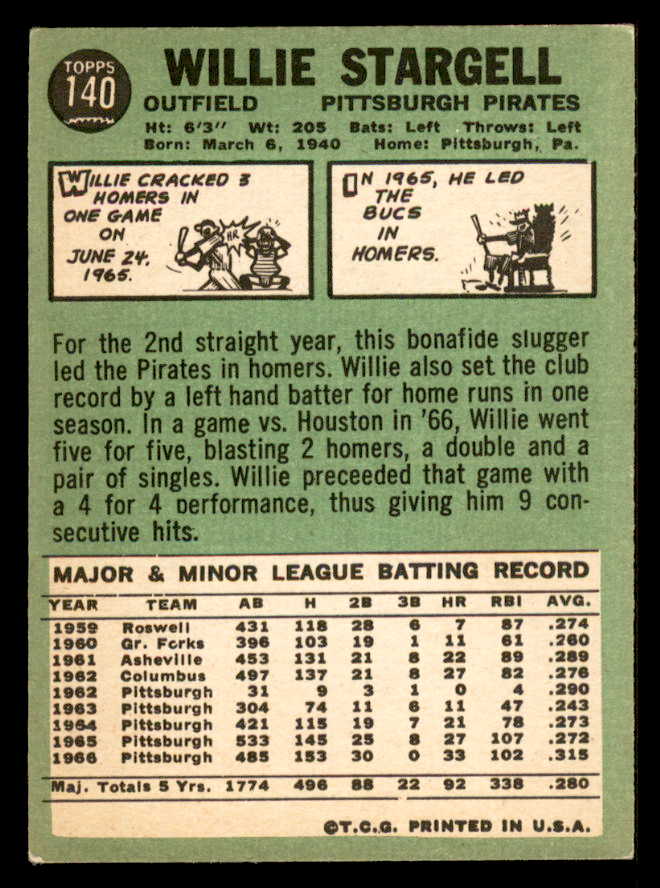 TOPPS
140
WILLIE STARGELL
OUTFIELD PITTSBURGH PIRATES
Ht: 6'3" Wt: 205 Bats: Left Throws: Left
Born: March 6, 1940 Home: Pittsburgh, Pa.
WILLIE CRACKED 3
HOMERS IN
ONE GAME
ON
JUNE 24,
1965.
HR
IN 1965, HE LED
THE
BUCS
IN
HOMERS.
For the 2nd straight year, this bonafide slugger
led the Pirates in homers. Willie also set the club
record by a left hand batter for home runs in one
season. In a game vs. Houston in '66, Willie went
five for five, blasting 2 homers, a double and a
pair of singles. Willie preceeded that game with
a 4 for 4 performance, thus giving him 9 con-
secutive hits.
MAJOR & MINOR LEAGUE BATTING RECORD
YEAR TEAM AB H 2B 3B HR RBI AVG.
1959 Roswell 431 118 28 6 7 87 .274
1960 Gr. Forks 396 103 19 1 11 61 .260
1961 Asheville 453 131 21 8 22 89 .289
1962 Columbus 497 137 21 8 27 82 .276
1962 Pittsburgh 31 9 3 1 0 4 .290
1963 Pittsburgh 304 74 11 6 11 47 .243
1964 Pittsburgh 421 115 19 7 21 78 .273
1965 Pittsburgh 533 145 25 8 27 107 .272
1966 Pittsburgh 485 153 30 0 33 102 .315
Maj. Totals 5 Yrs. 1774 496 88 22 92 338 .280
©T.C.G. PRINTED IN U.S.A.